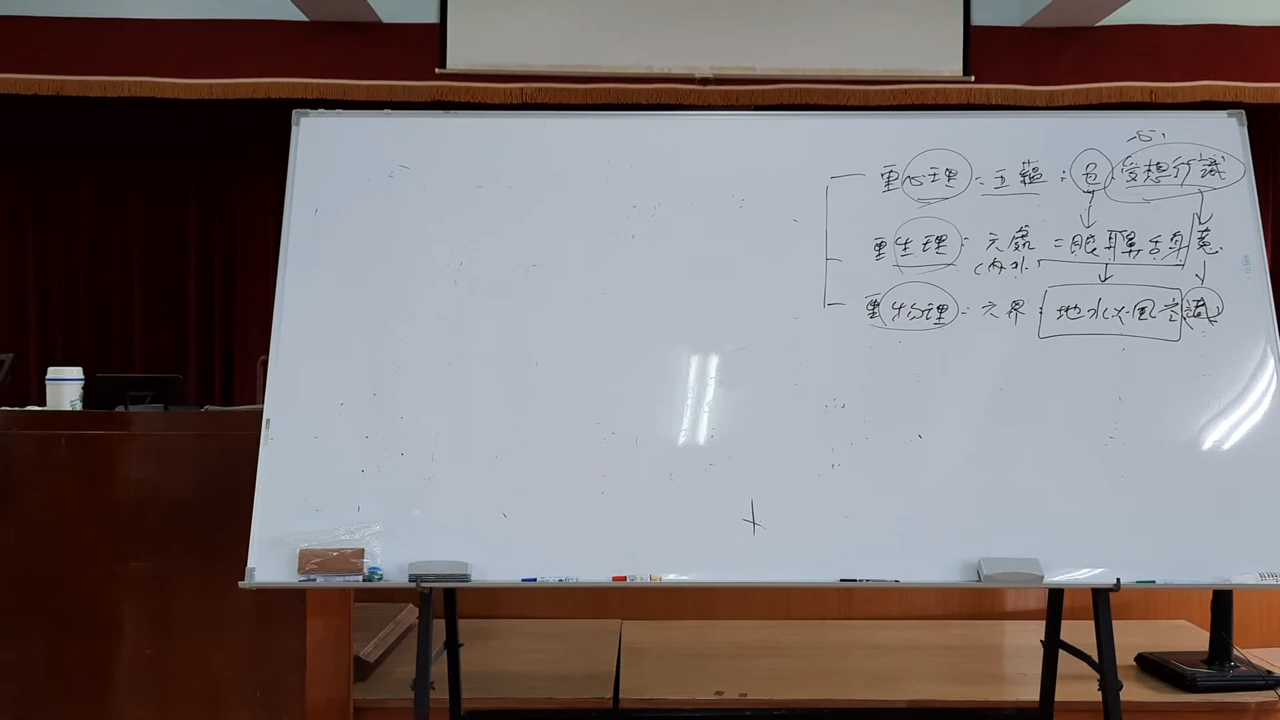 重心理:五蘊:色受想行識
重生理:六處=眼耳鼻舌身意
(內外)
重物理:六界:地水火風空識